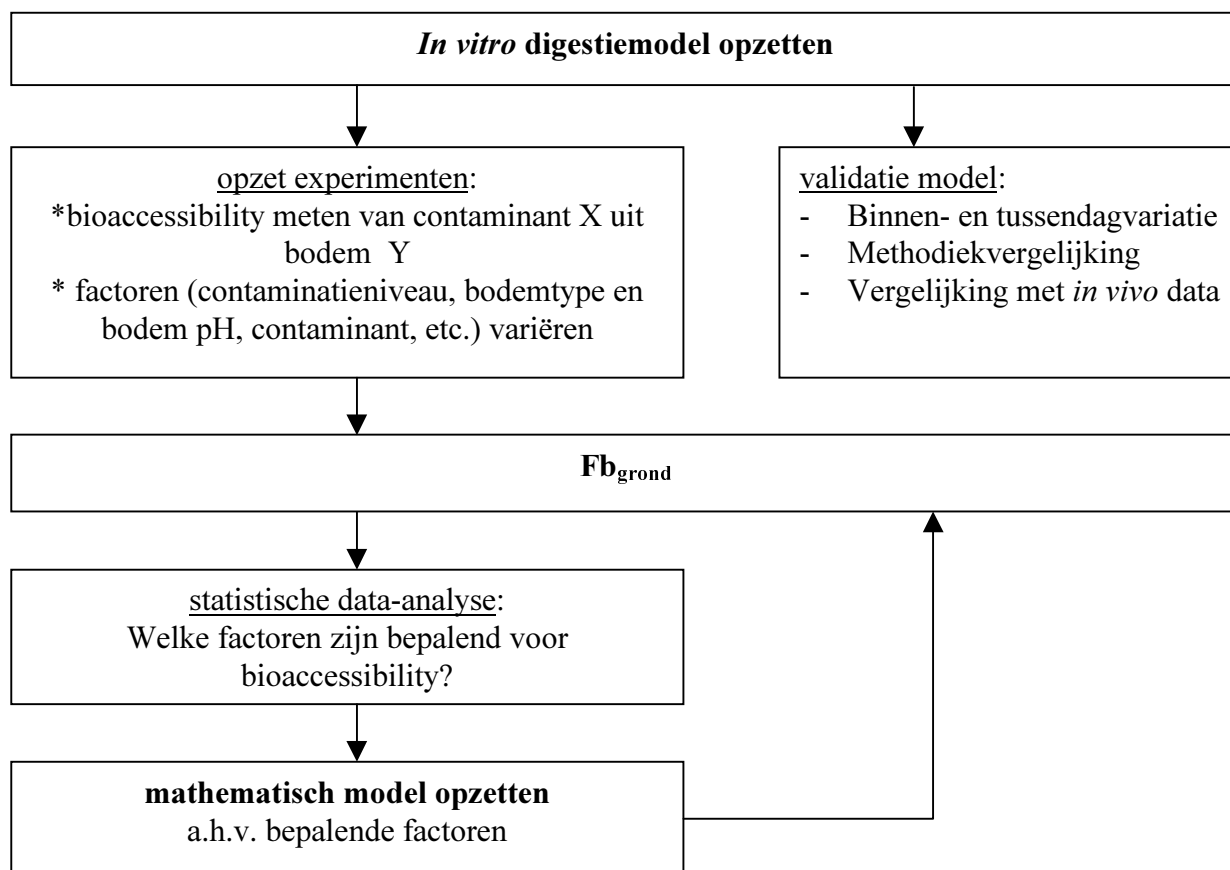 In vitro digestiemodel opzetten
opzet experimenten:
*bioaccessibility meten van contaminant X uit
bodem Y
* factoren (contaminatieniveau, bodemtype en
bodem pH, contaminant, etc.) variëren
validatie model:
- Binnen- en tussendagvariatie
- Methodiekvergelijking
- Vergelijking met in vivo data
Fbgrond
statistische data-analyse:
Welke factoren zijn bepalend voor
bioaccessibility?
mathematisch model opzetten
a.h.v. bepalende factoren